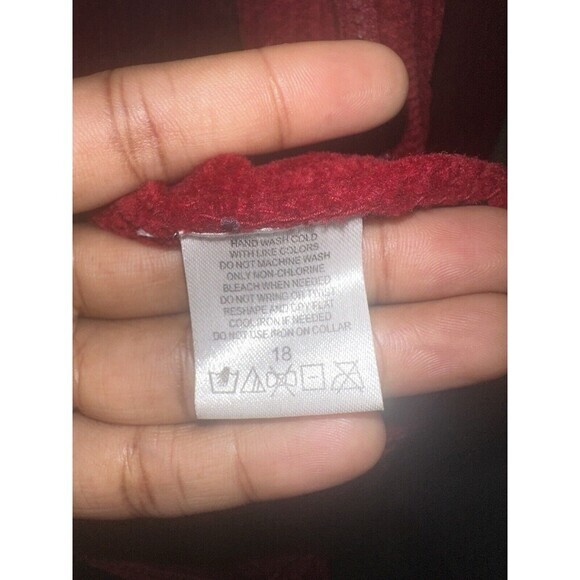 HAND WASH COLD
WITH LIKE COLORS
DO NOT MACHINE WASH
ONLY NON-CHLORINE
BLEACH WHEN NEEDED
DO NOT WRING OR TWIST
RESHAPE AND DRY FLAT
COOL IRON IF NEEDED
DO NOT USE IRON ON COLLAR
18